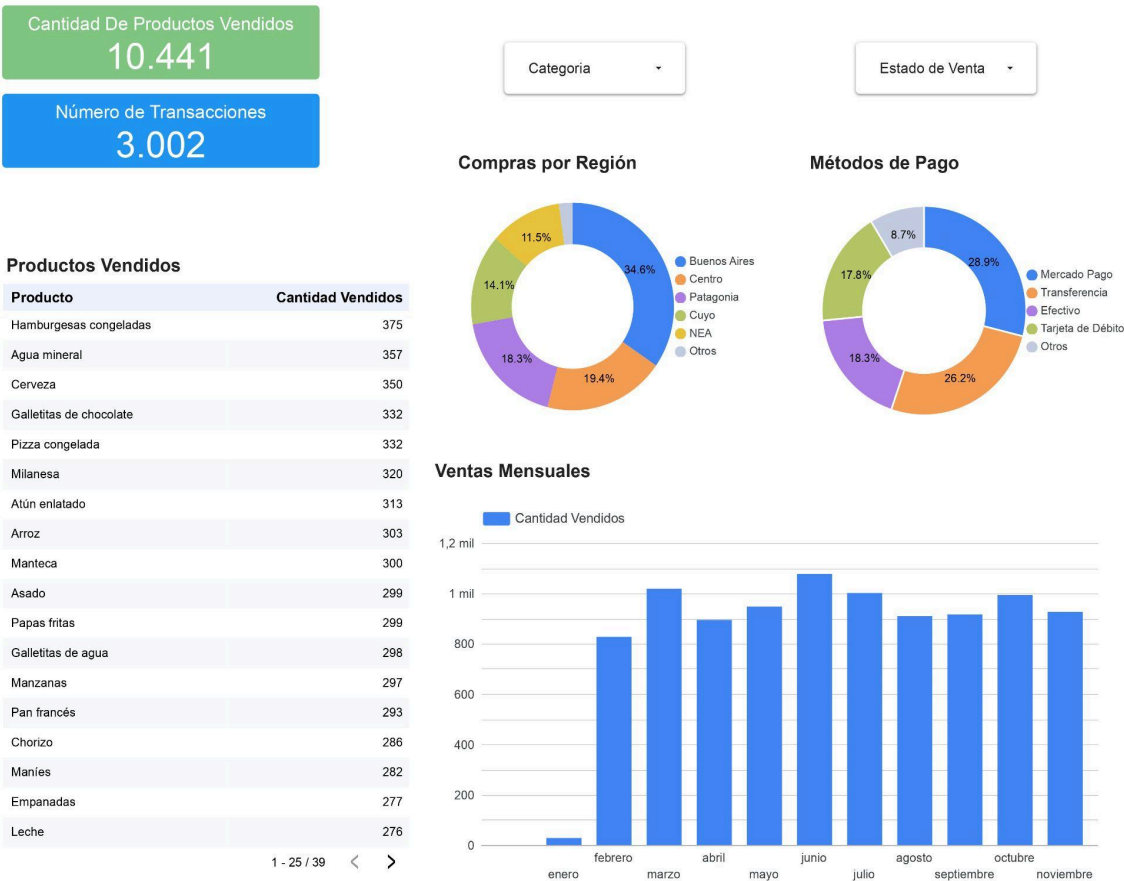 Cantidad De Productos Vendidos
10.441
Número de Transacciones
3.002
Categoria
Estado de Venta
Compras por Región
34.6%
19.4%
18.3%
14.1%
11.5%
Buenos Aires
Centro
Patagonia
Cuyo
NEA
Otros
Métodos de Pago
28.9%
26.2%
18.3%
17.8%
8.7%
Mercado Pago
Transferencia
Efectivo
Tarjeta de Débito
Otros
Productos Vendidos
Producto Cantidad Vendidos
Hamburgesas congeladas 375
Agua mineral 357
Cerveza 350
Galletitas de chocolate 332
Pizza congelada 332
Milanesa 320
Atún enlatado 313
Arroz 303
Manteca 300
Asado 299
Papas fritas 299
Galletitas de agua 298
Manzanas 297
Pan francés 293
Chorizo 286
Maníes 282
Empanadas 277
Leche 276
1 - 25 / 39 < >
Ventas Mensuales
Cantidad Vendidos
1,2 mil
1 mil
800
600
400
200
0
enero febrero marzo abril mayo junio julio agosto septiembre octubre noviembre